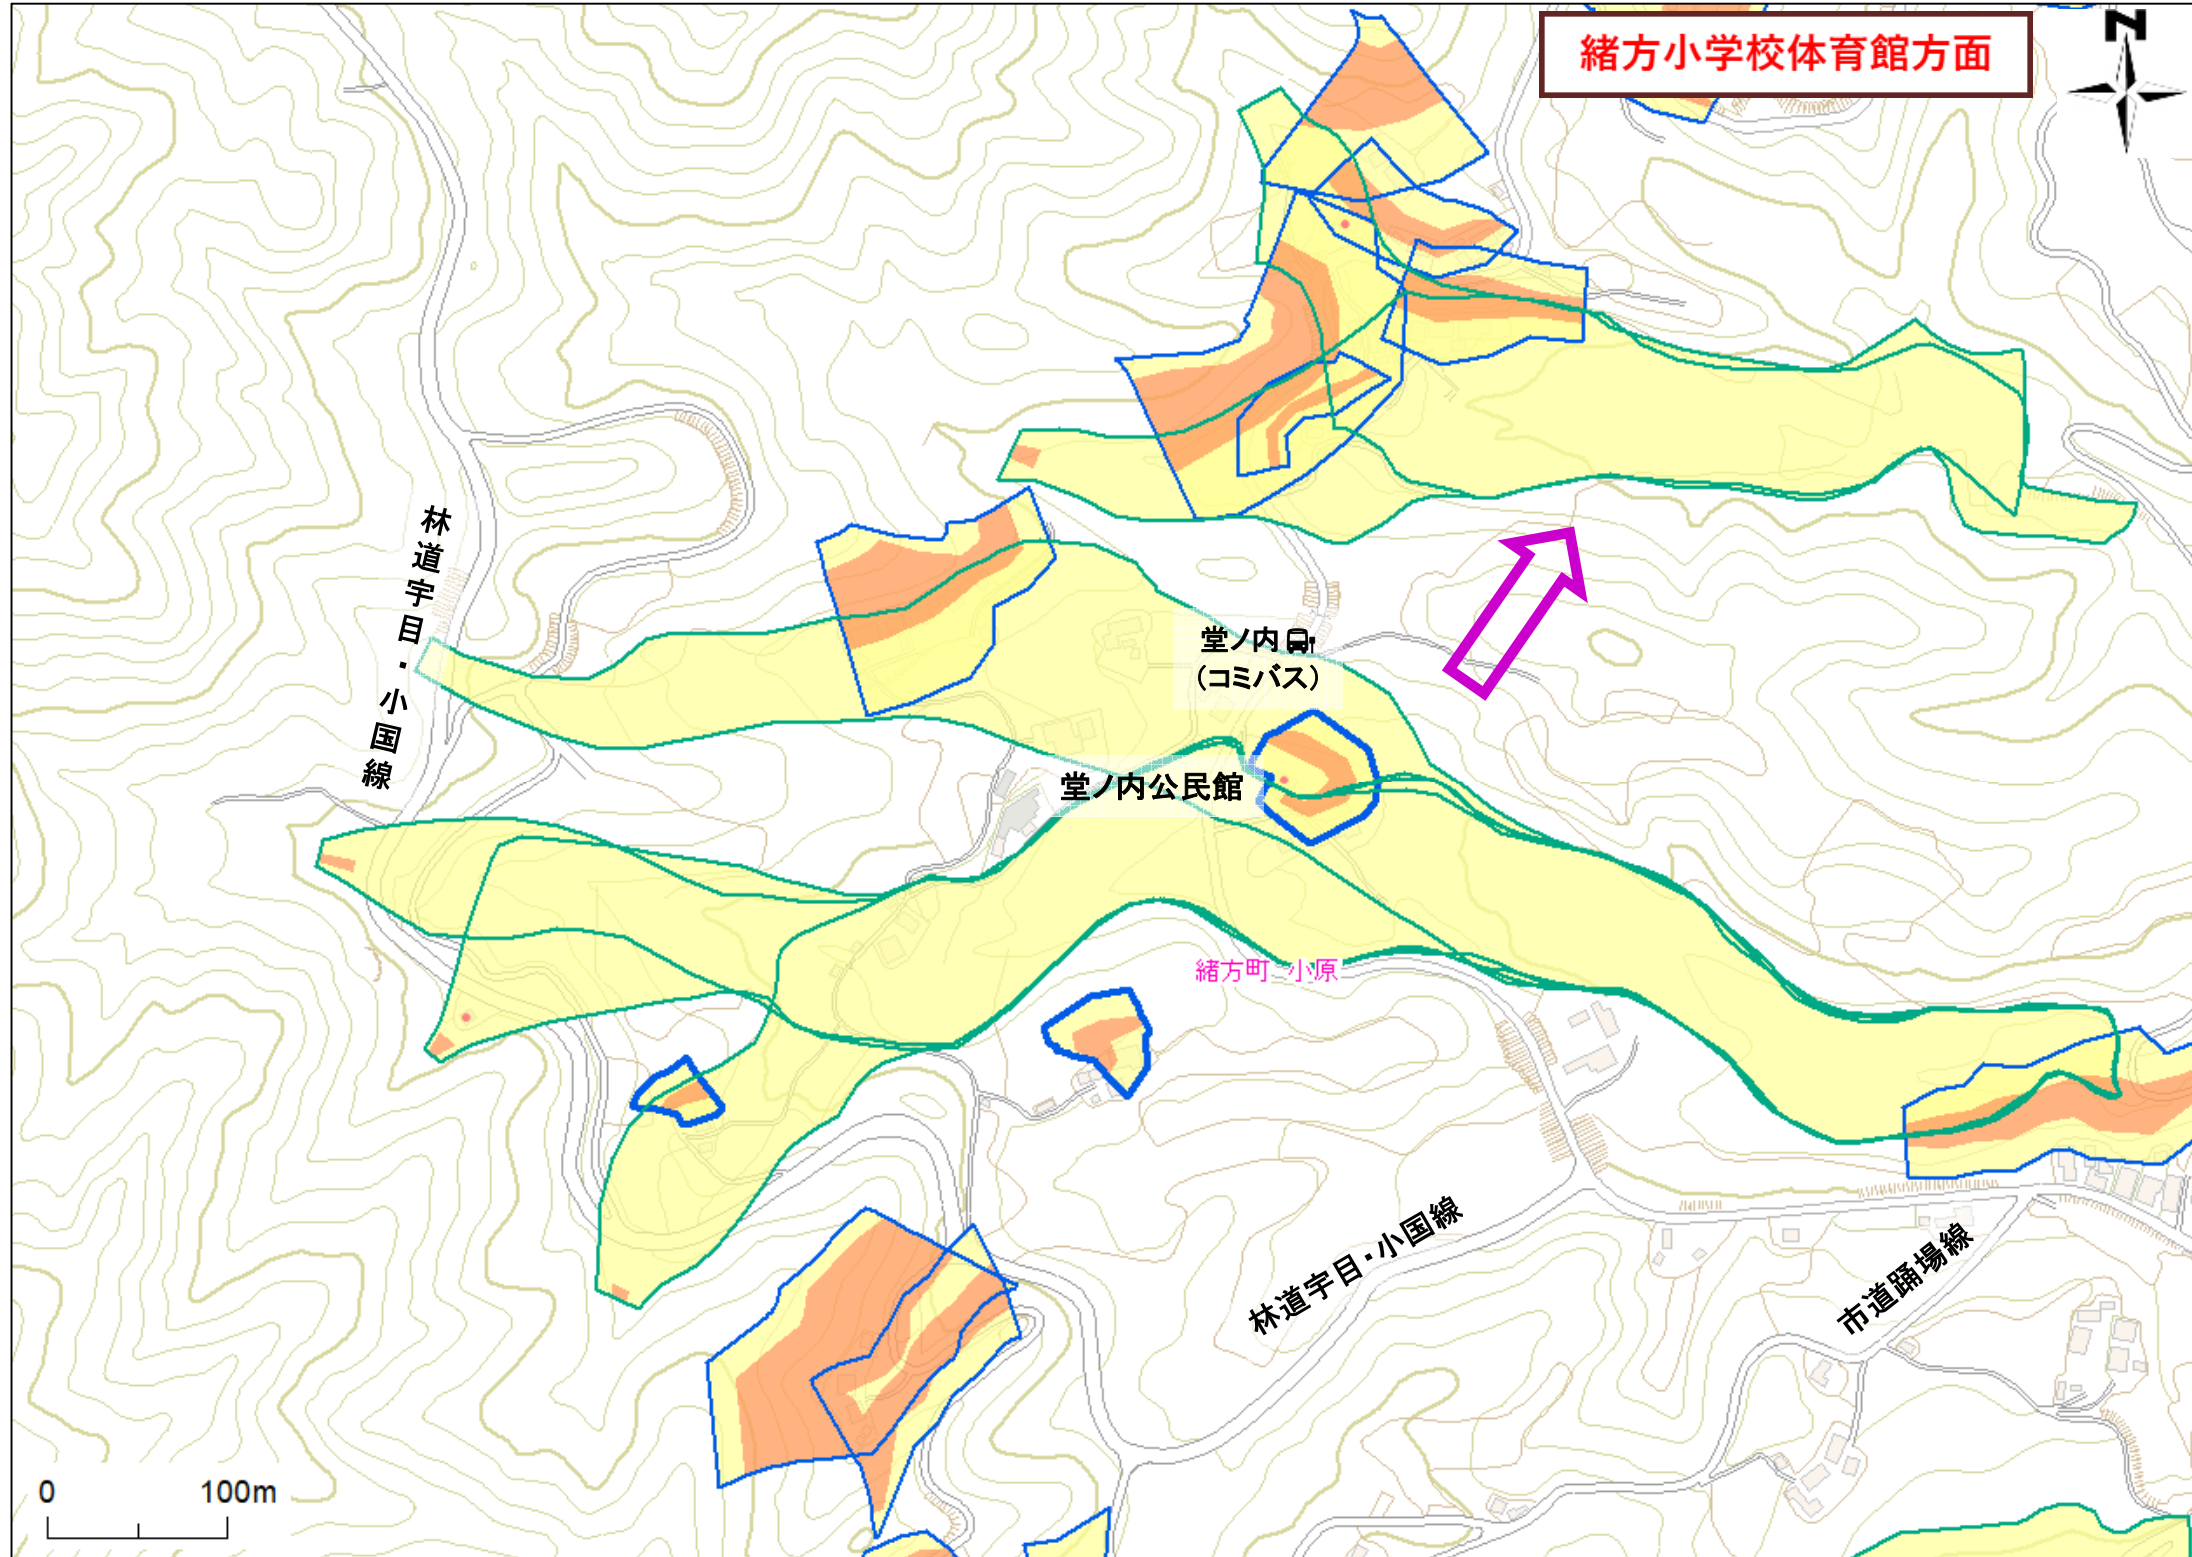 緒方小学校体育館方面
N
林道宇目・小国線
堂ノ内
(コミバス)
堂ノ内公民館
緒方町 小原
林道宇目・小国線
市道踊場線
0 100m